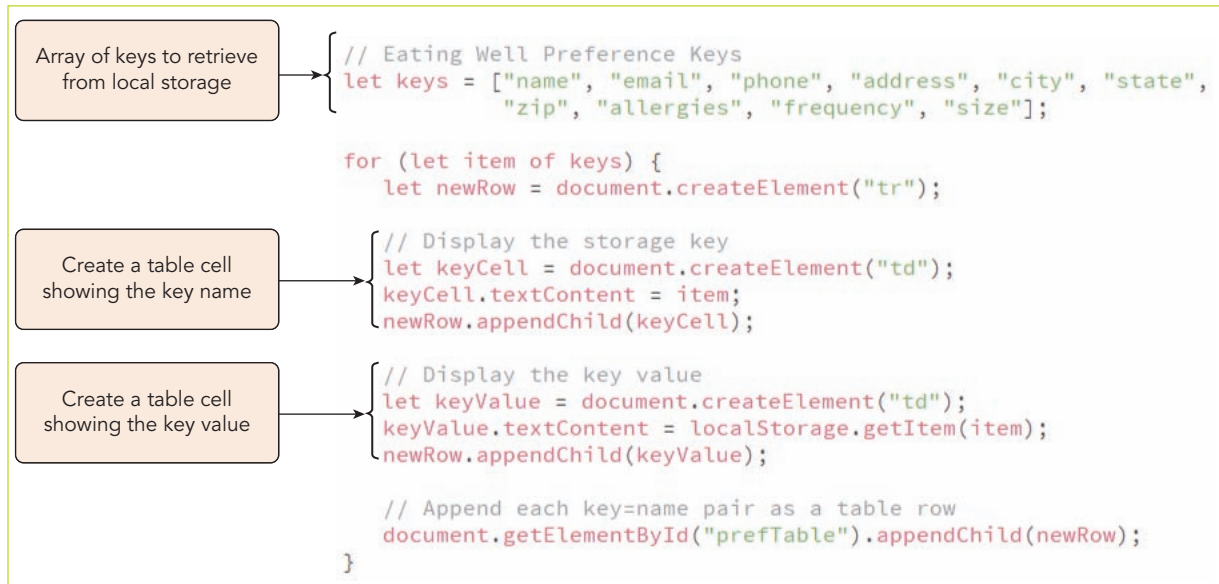 Array of keys to retrieve
from local storage
// Eating Well Preference Keys
let keys = ["name", "email", "phone", "address", "city", "state",
"zip", "allergies", "frequency", "size"];
for (let item of keys) {
let newRow = document.createElement("tr");
Create a table cell
showing the key name
// Display the storage key
let keyCell = document.createElement("td");
keyCell.textContent = item;
newRow.appendChild(keyCell);
Create a table cell
showing the key value
// Display the key value
let keyValue = document.createElement("td");
keyValue.textContent = localStorage.getItem(item);
newRow.appendChild(keyValue);
// Append each key=name pair as a table row
document.getElementById("prefTable").appendChild(newRow);
}